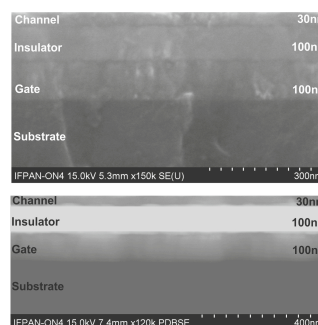 Channel 30n
Insulator 100n
Gate 100n
Substrate
IFPAN-ON4 15.0kV 5.3mm x150k SE(U) 300nm
Channel 30n
Insulator 100n
Gate 100n
Substrate
IFPAN-ON4 15.0kV 7.4mm x120k PDBSE 400n